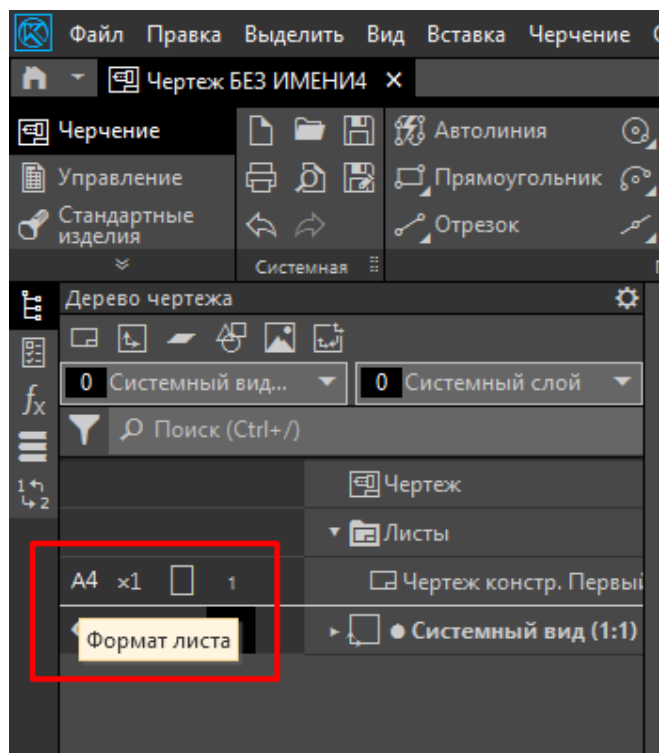 Файл Правка Выделить Вид Вставка Черчение
Чертеж БЕЗ ИМЕНИ4
Черчение
Автолиния
Управление
Прямоугольник
Стандартные
изделия
Отрезок
Системная
Дерево чертежа
0 Системный вид...
0 Системный слой
Поиск (Ctrl+/)
Чертеж
Листы
A4 ×1 1
Чертеж констр. Первый
Формат листа
Системный вид (1:1)